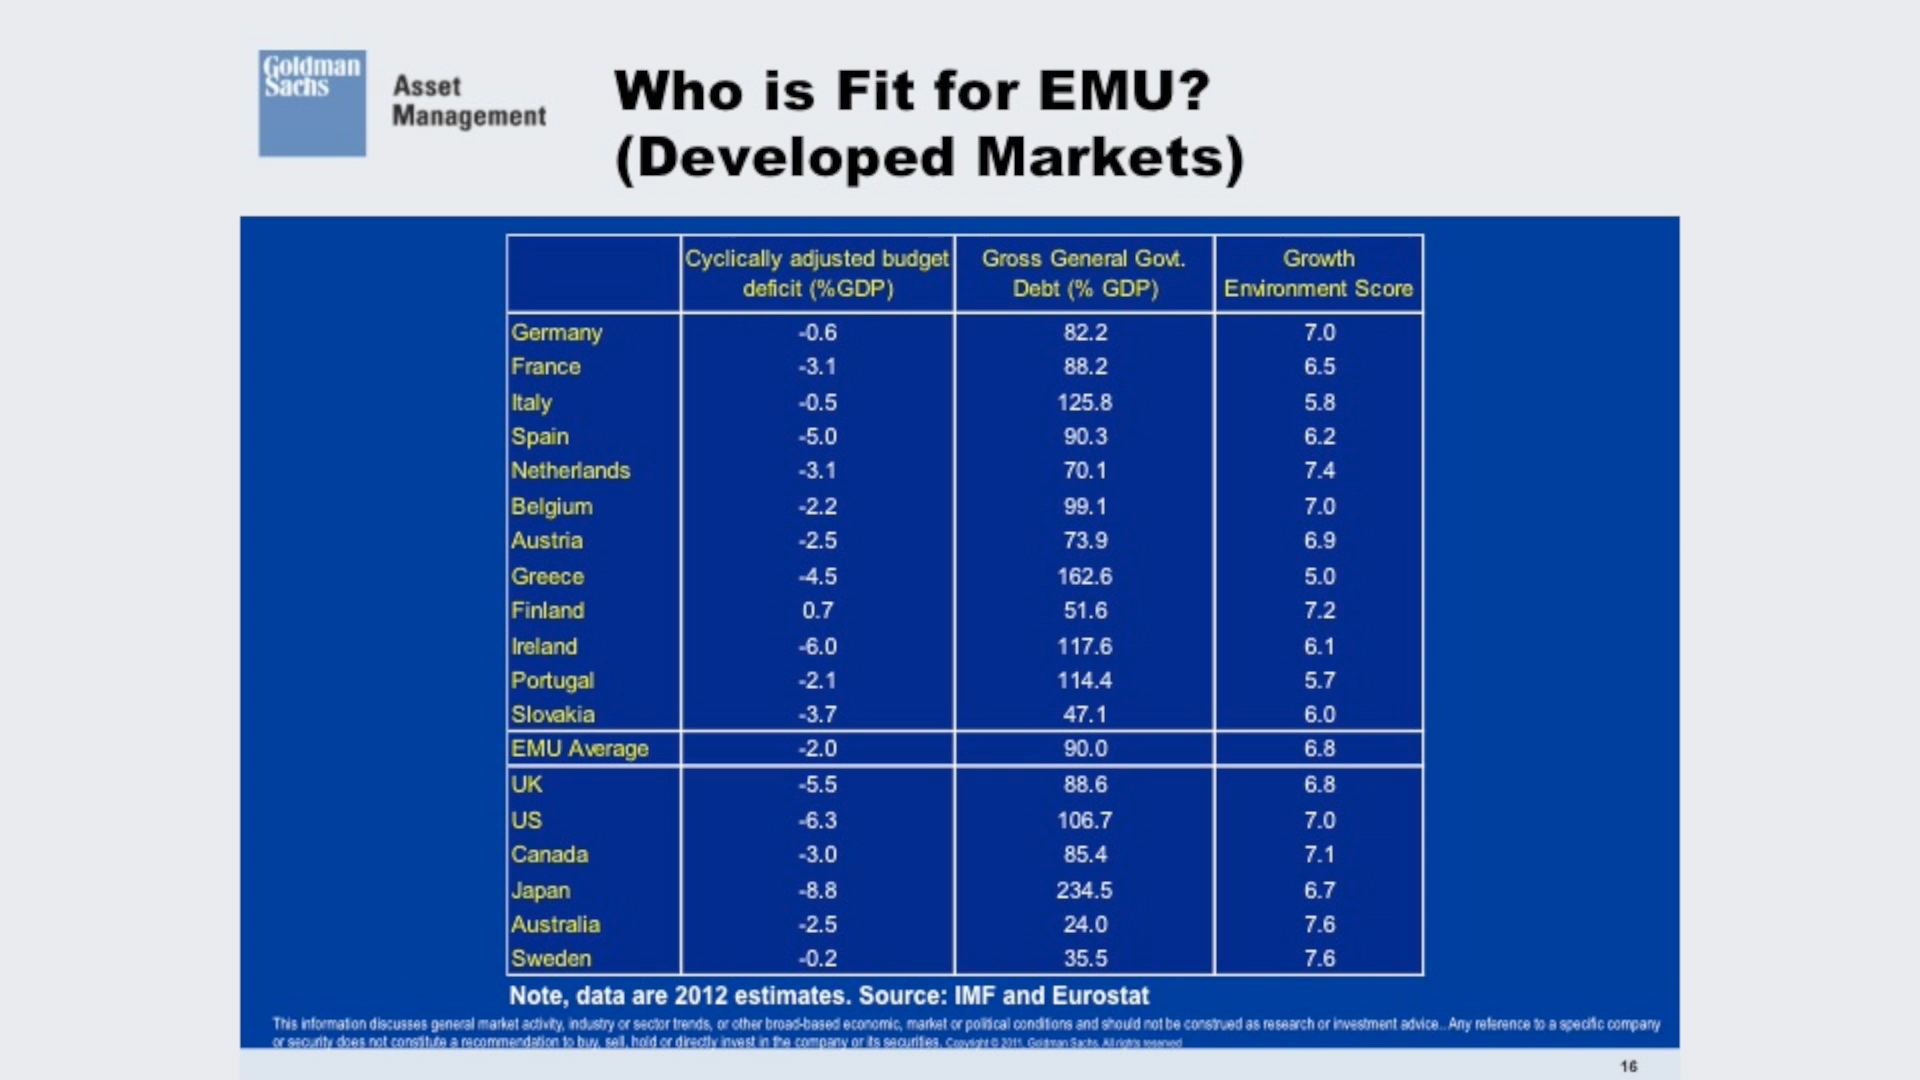 Goldman
Sachs
Asset
Management
Who is Fit for EMU?
(Developed Markets)
Cyclically adjusted budget deficit (%GDP) Gross General Govt. Debt (% GDP) Growth Environment Score
Germany -0.6 82.2 7.0
France -3.1 88.2 6.5
Italy -0.5 125.8 5.8
Spain -5.0 90.3 6.2
Netherlands -3.1 70.1 7.4
Belgium -2.2 99.1 7.0
Austria -2.5 73.9 6.9
Greece -4.5 162.6 5.0
Finland 0.7 51.6 7.2
Ireland -6.0 117.6 6.1
Portugal -2.1 114.4 5.7
Slovakia -3.7 47.1 6.0
EMU Average -2.0 90.0 6.8
UK -5.5 88.6 6.8
US -6.3 106.7 7.0
Canada -3.0 85.4 7.1
Japan -8.8 234.5 6.7
Australia -2.5 24.0 7.6
Sweden -0.2 35.5 7.6
Note, data are 2012 estimates. Source: IMF and Eurostat
This information discusses general market activity, industry or sector trends, or other broad-based economic, market or political conditions and should not be construed as research or investment advice.. Any reference to a specific company
or security does not constitute a recommendation to buy, sell, hold or directly invest in the company or its securities. Copyright © 2011, Goldman Sachs. All rights reserved
16